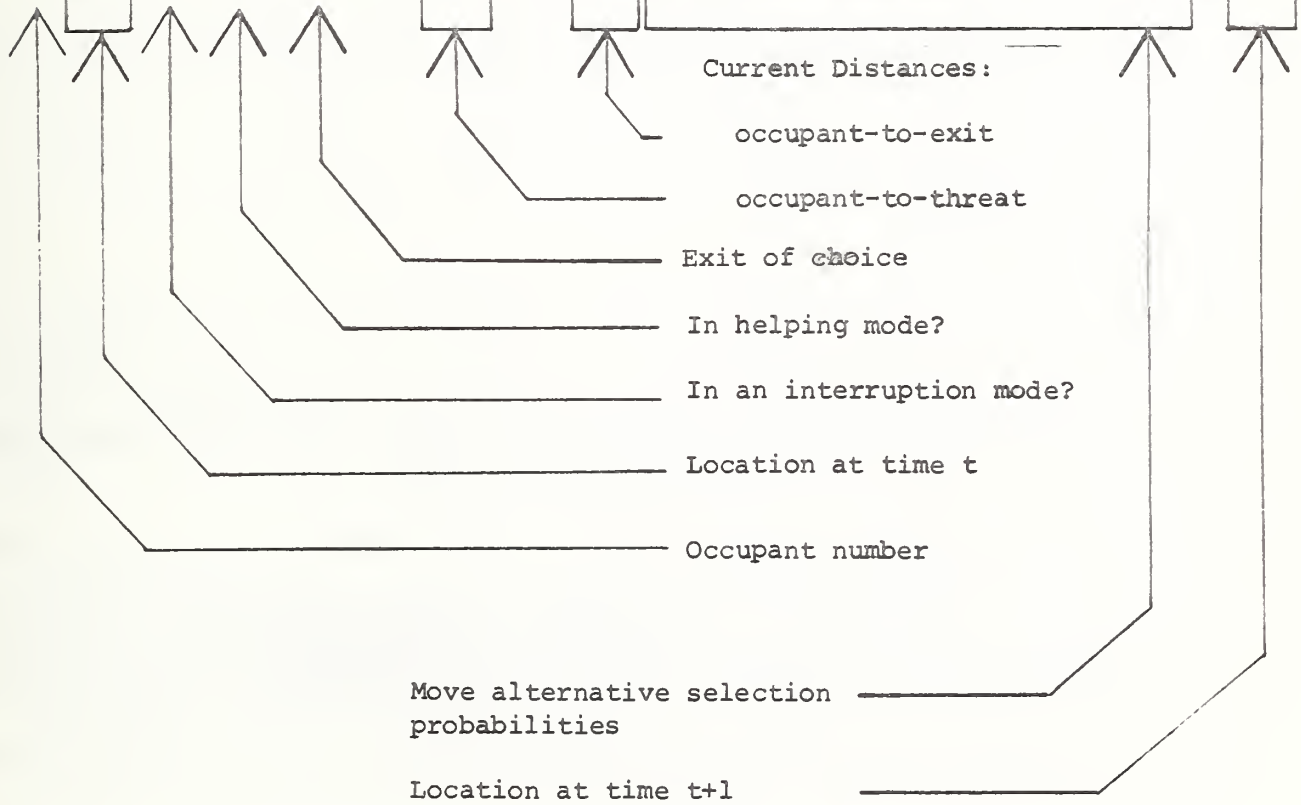 Current Distances:
occupant-to-exit
occupant-to-threat
Exit of choice
In helping mode?
In an interruption mode?
Location at time t
Occupant number
Move alternative selection
probabilities
Location at time t+1